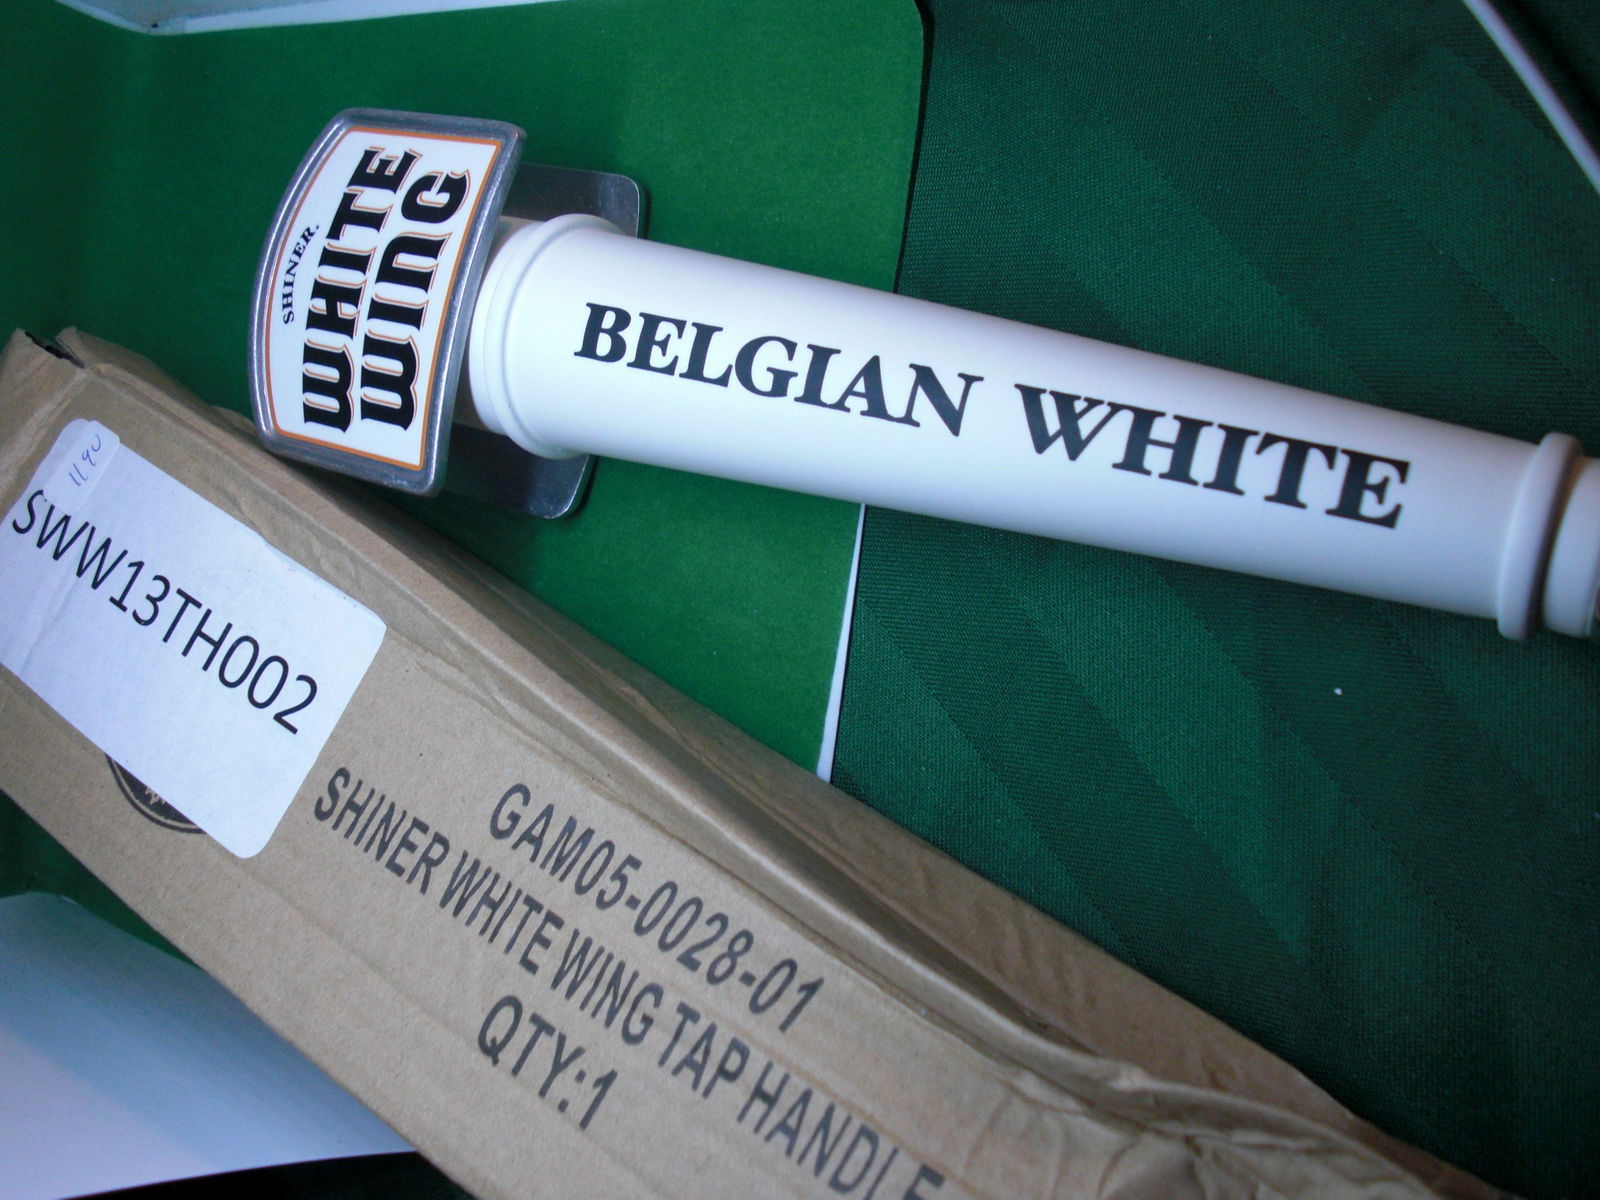 SHINER.
WHITE
WING
BELGIAN WHITE
1190
SWW13TH002
GAM05-0028-01
SHINER WHITE WING TAP HANDLE
QTY:1